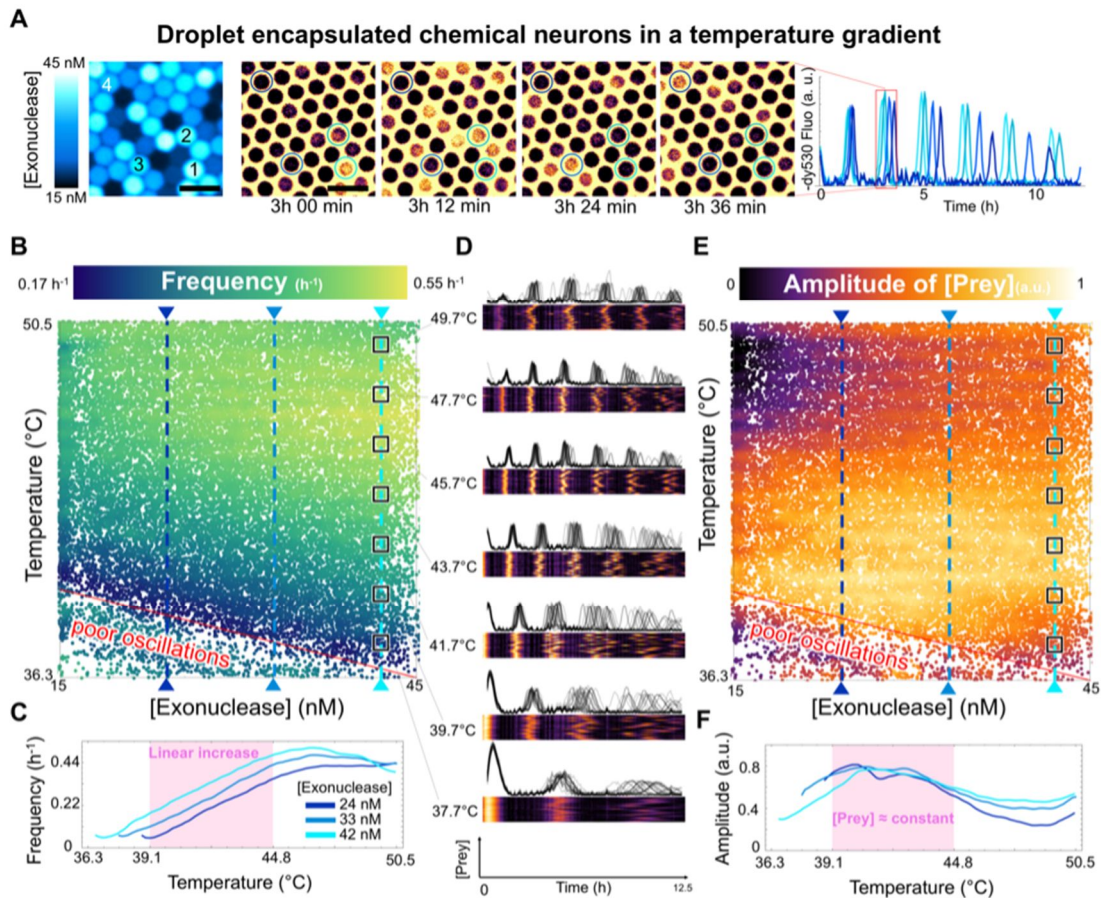 A
Droplet encapsulated chemical neurons in a temperature gradient
[Exonuclease]
45 nM
15 nM
4
2
3
1
3h 00 min
3h 12 min
3h 24 min
3h 36 min
-dy530 Fluo (a. u.)
0
5
10
Time (h)
B
0.17 h⁻¹
Frequency (h⁻¹)
0.55 h⁻¹
50.5
Temperature (°C)
36.3
poor oscillations
15
45
[Exonuclease] (nM)
C
Frequency (h⁻¹)
0.44
0.22
0
Linear increase
[Exonuclease]
24 nM
33 nM
42 nM
36.3
39.1
44.8
50.5
Temperature (°C)
D
49.7°C
47.7°C
45.7°C
43.7°C
41.7°C
39.7°C
37.7°C
[Prey]
0
Time (h)
12.5
E
0
Amplitude of [Prey](a.u.)
1
50.5
Temperature (°C)
36.3
poor oscillations
15
45
[Exonuclease] (nM)
F
Amplitude (a.u.)
0.8
0.4
0
[Prey] ≈ constant
36.3
39.1
44.8
50.5
Temperature (°C)